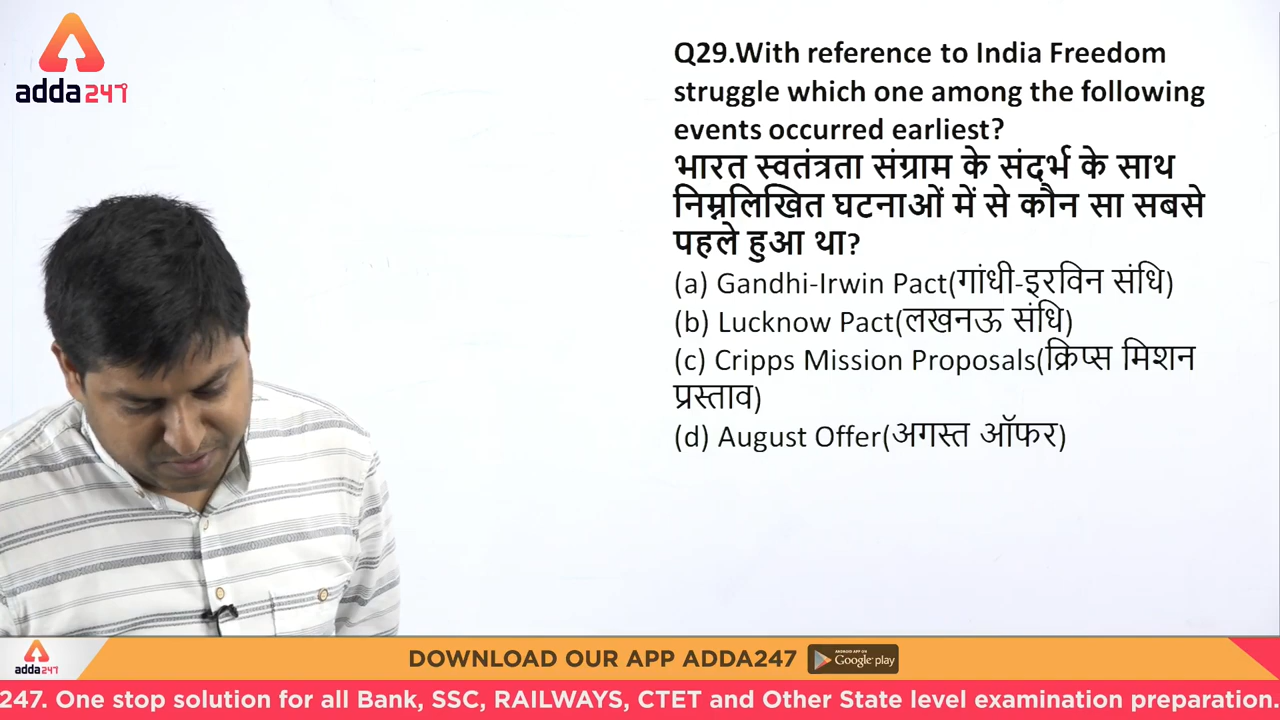 adda247
Q29.With reference to India Freedom
struggle which one among the following
events occurred earliest?
भारत स्वतंत्रता संग्राम के संदर्भ के साथ
निम्नलिखित घटनाओं में से कौन सा सबसे
पहले हुआ था?
(a) Gandhi-Irwin Pact(गांधी-इरविन संधि)
(b) Lucknow Pact(लखनऊ संधि)
(c) Cripps Mission Proposals(क्रिप्स मिशन
प्रस्ताव)
(d) August Offer(अगस्त ऑफर)
adda247
DOWNLOAD OUR APP ADDA247
ANDROID APP ON
Google play
247. One stop solution for all Bank, SSC, RAILWAYS, CTET and Other State level examination preparation.